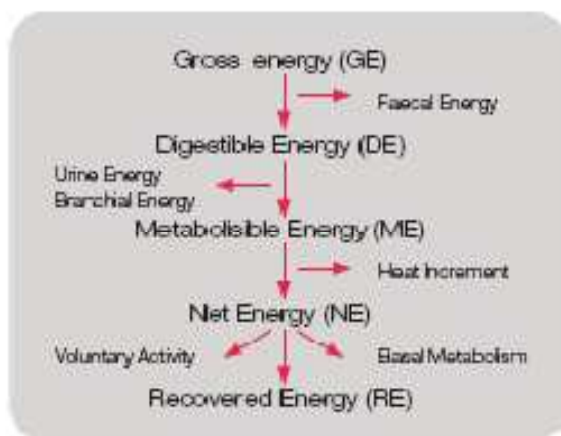 Gross energy (GE)
Faecal Energy
Digestible Energy (DE)
Urine Energy
Branchial Energy
Metabolisible Energy (ME)
Heat Increment
Net Energy (NE)
Voluntary Activity
Basal Metabolism
Recovered Energy (RE)